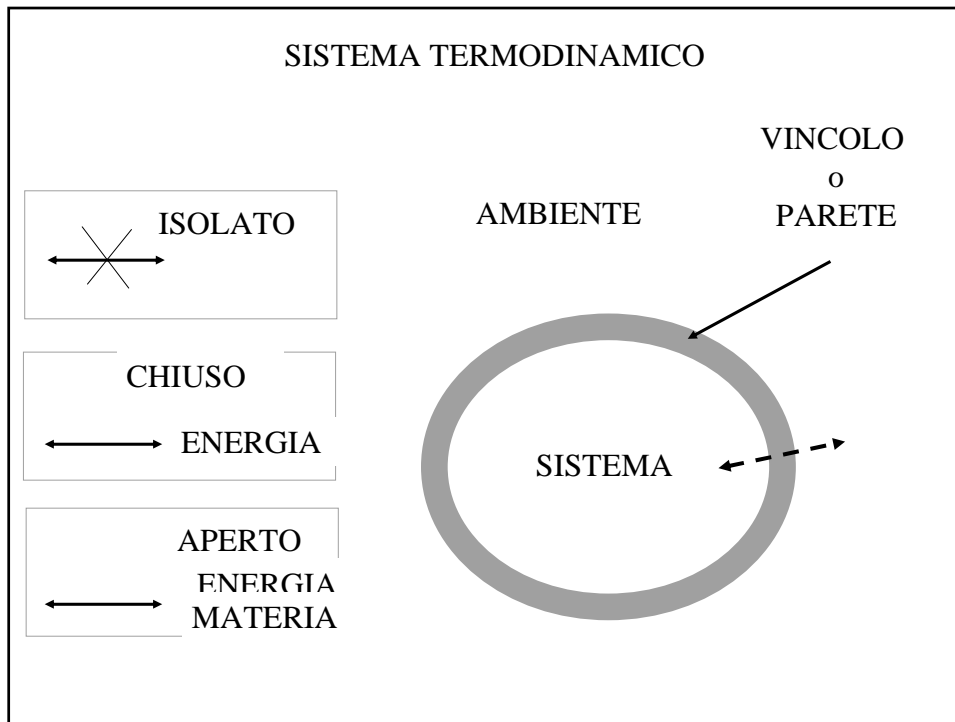 SISTEMA TERMODINAMICO
VINCOLO
o
PARETE
AMBIENTE
ISOLATO
CHIUSO
ENERGIA
SISTEMA
APERTO
ENERGIA
MATERIA